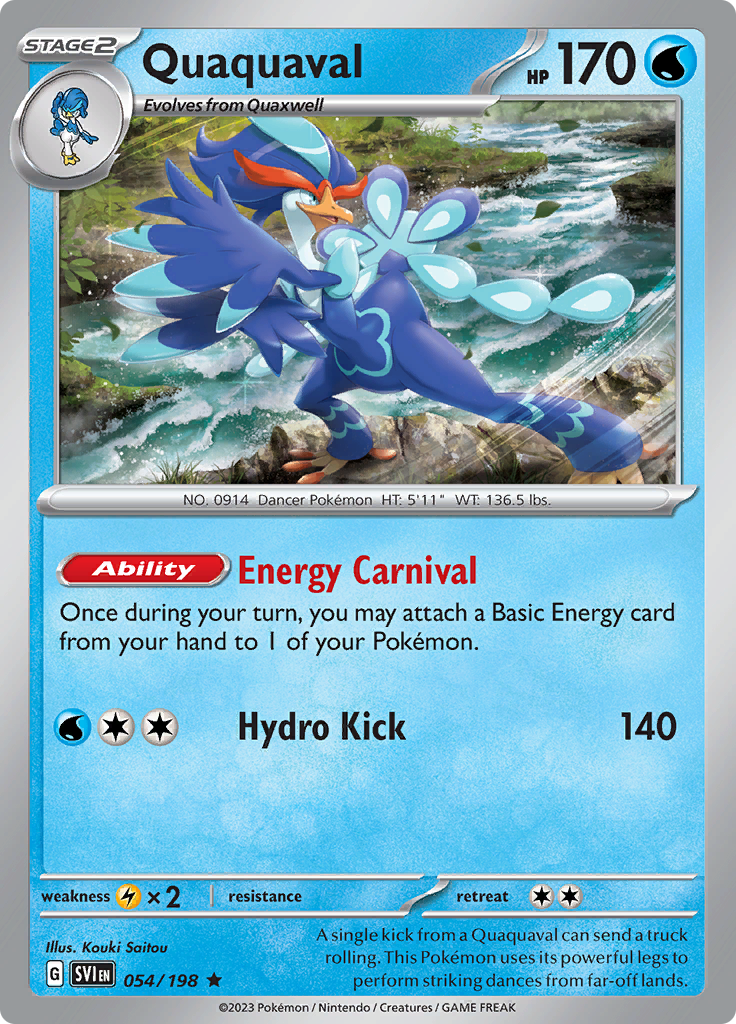 STAGE2
Quaquaval
HP 170
Evolves from Quaxwell
NO. 0914 Dancer Pokémon HT: 5'11" WT: 136.5 lbs.
Ability Energy Carnival
Once during your turn, you may attach a Basic Energy card
from your hand to 1 of your Pokémon.
Hydro Kick 140
weakness ×2 resistance retreat
Illus. Kouki Saitou
G SVI EN 054/198
A single kick from a Quaquaval can send a truck
rolling. This Pokémon uses its powerful legs to
perform striking dances from far-off lands.
©2023 Pokémon / Nintendo / Creatures / GAME FREAK